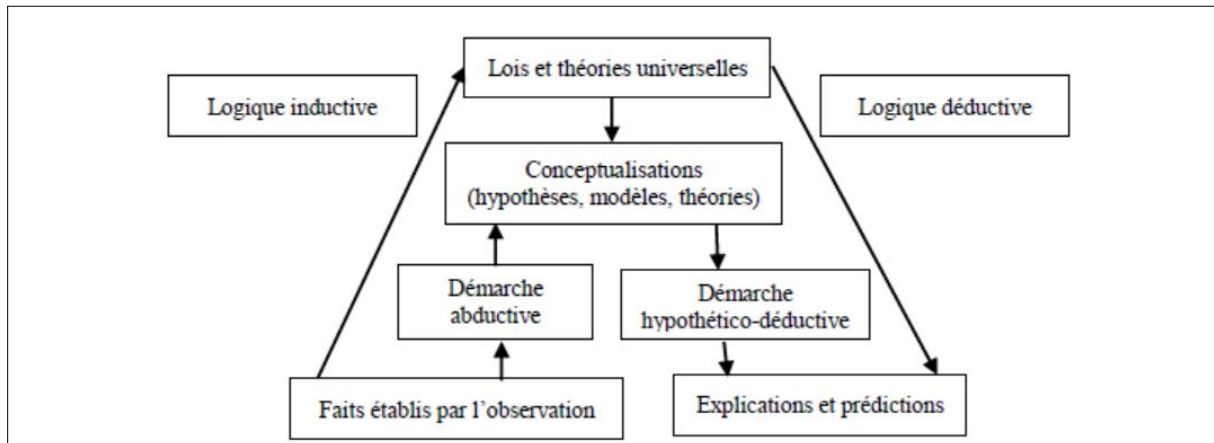 Lois et théories universelles
Logique inductive
Logique déductive
Conceptualisations
(hypothèses, modèles, théories)
Démarche
abductive
Démarche
hypothético-déductive
Faits établis par l’observation
Explications et prédictions